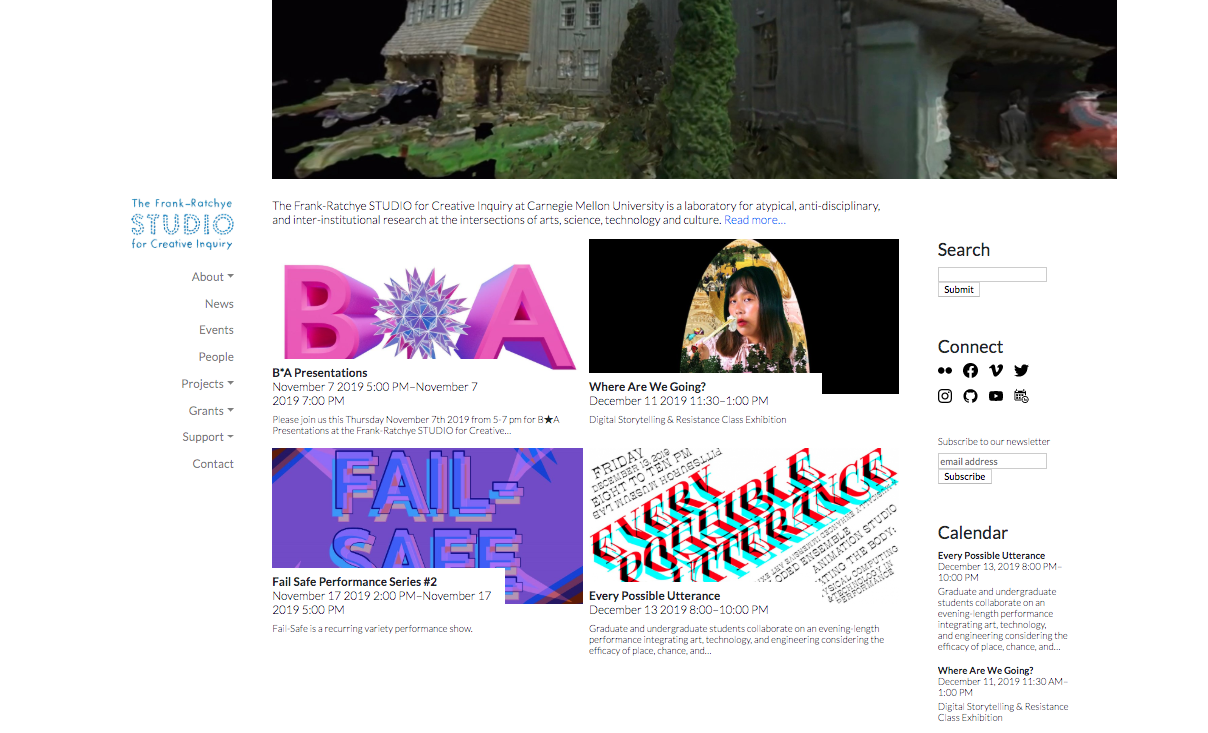 The Frank-Ratchye
STUDIO
for Creative Inquiry
About
News
Events
People
Projects
Grants
Support
Contact
The Frank-Ratchye STUDIO for Creative Inquiry at Carnegie Mellon University is a laboratory for atypical, anti-disciplinary,
and inter-institutional research at the intersections of arts, science, technology and culture. Read more...
B*A
B*A Presentations
November 7 2019 5:00 PM–November 7
2019 7:00 PM
Please join us this Thursday November 7th 2019 from 5-7 pm for B★A
Presentations at the Frank-Ratchye STUDIO for Creative...
Where Are We Going?
December 11 2019 11:30–1:00 PM
Digital Storytelling & Resistance Class Exhibition
FAIL-
SAFE
Fail Safe Performance Series #2
November 17 2019 2:00 PM–November 17
2019 5:00 PM
Fail-Safe is a recurring variety performance show.
FRIDAY
DECEMBER 13, 2019
EIGHT TO TEN PM
PITTSBURGH MUSEUM LAB
EVERY
POSSIBLE
UTTERANCE
ANIMATION STUDIO
Every Possible Utterance
December 13 2019 8:00–10:00 PM
Graduate and undergraduate students collaborate on an evening-length
performance integrating art, technology, and engineering considering the
efficacy of place, chance, and...
Search
Submit
Connect
Subscribe to our newsletter
email address
Subscribe
Calendar
Every Possible Utterance
December 13, 2019 8:00 PM–
10:00 PM
Graduate and undergraduate
students collaborate on an
evening-length performance
integrating art, technology,
and engineering considering the
efficacy of place, chance, and...
Where Are We Going?
December 11, 2019 11:30 AM–
1:00 PM
Digital Storytelling & Resistance
Class Exhibition